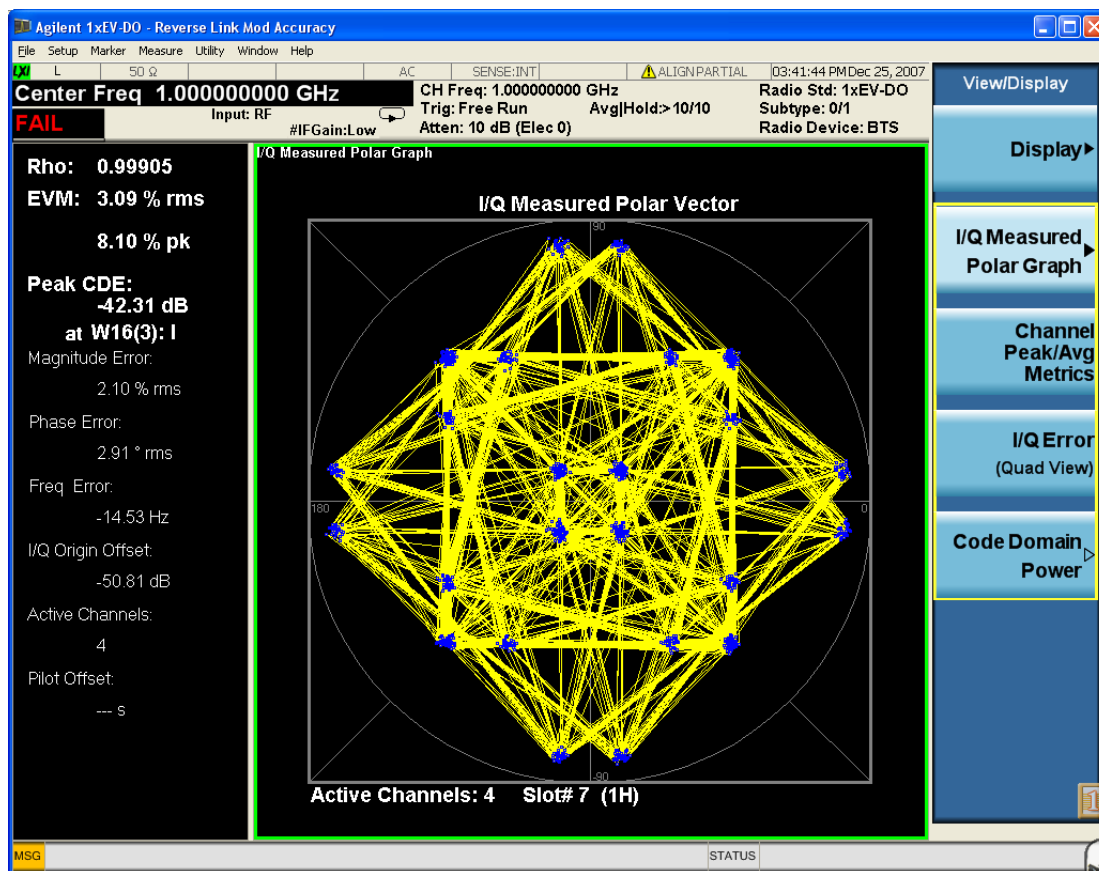 Agilent 1xEV-DO - Reverse Link Mod Accuracy
File Setup Marker Measure Utility Window Help
LXI L 50 Ω AC SENSE:INT ALIGN PARTIAL 03:41:44 PM Dec 25, 2007
Center Freq 1.000000000 GHz
CH Freq: 1.000000000 GHz
Radio Std: 1xEV-DO
Trig: Free Run Avg|Hold:> 10/10
Subtype: 0/1
FAIL
Input: RF
#IFGain:Low
Atten: 10 dB (Elec 0)
Radio Device: BTS
Rho: 0.99905
EVM: 3.09 % rms
8.10 % pk
Peak CDE:
-42.31 dB
at W16(3): I
Magnitude Error:
2.10 % rms
Phase Error:
2.91 ° rms
Freq Error:
-14.53 Hz
I/Q Origin Offset:
-50.81 dB
Active Channels:
4
Pilot Offset:
--- s
I/Q Measured Polar Graph
I/Q Measured Polar Vector
90
180
0
-90
Active Channels: 4 Slot# 7 (1H)
View/Display
Display
I/Q Measured
Polar Graph
Channel
Peak/Avg
Metrics
I/Q Error
(Quad View)
Code Domain
Power
1
MSG
STATUS